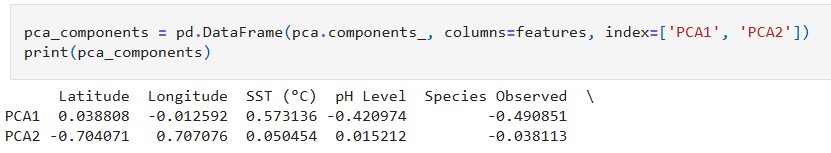 pca_components = pd.DataFrame(pca.components_, columns=features, index=['PCA1', 'PCA2'])
print(pca_components)
Latitude Longitude SST (°C) pH Level Species Observed \
PCA1 0.038808 -0.012592 0.573136 -0.420974 -0.490851
PCA2 -0.704071 0.707076 0.050454 0.015212 -0.038113